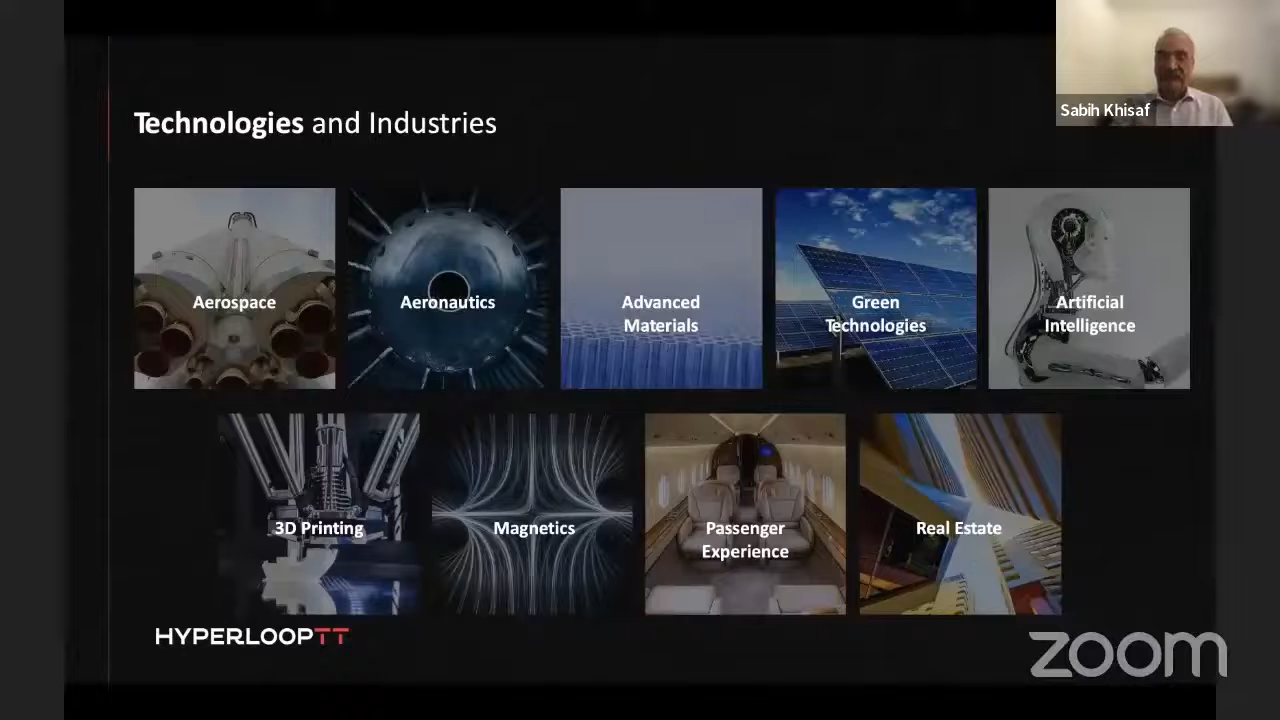 Sabih Khisaf
Technologies and Industries
Aerospace
Aeronautics
Advanced
Materials
Green
Technologies
Artificial
Intelligence
3D Printing
Magnetics
Passenger
Experience
Real Estate
HYPERLOOPTT
zoom